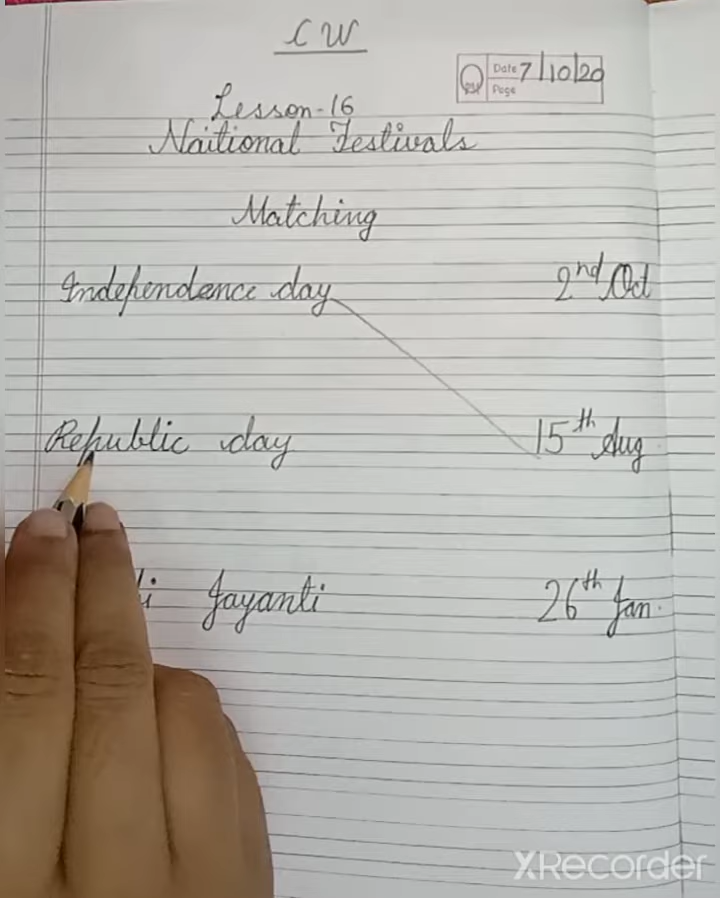 CW
Date 7/10/20
Page
Lesson-16
Naitional Festivals
Matching
Independence day 2nd Oct
Republic day 15th Aug
Jayanti 26th Jan.
XRecorder